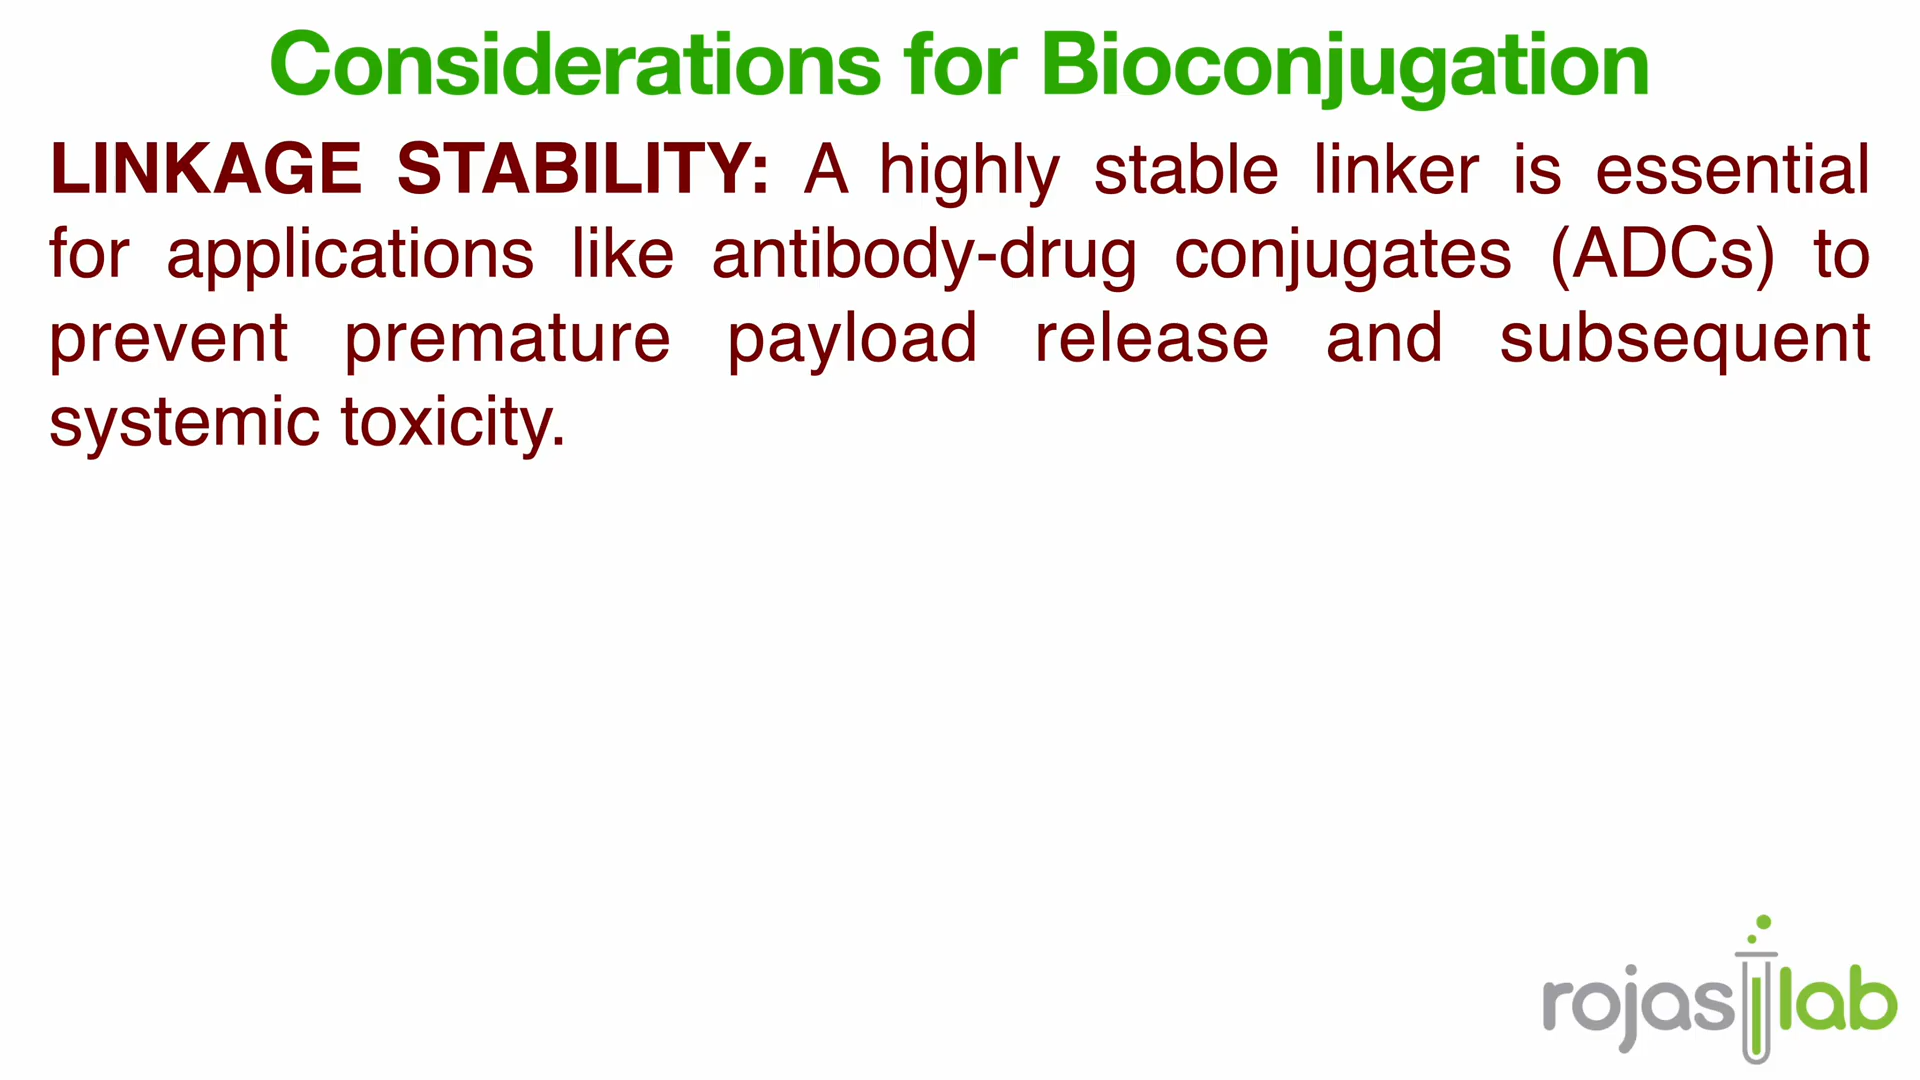 Considerations for Bioconjugation
LINKAGE STABILITY: A highly stable linker is essential
for applications like antibody-drug conjugates (ADCs) to
prevent premature payload release and subsequent
systemic toxicity.
rojas lab